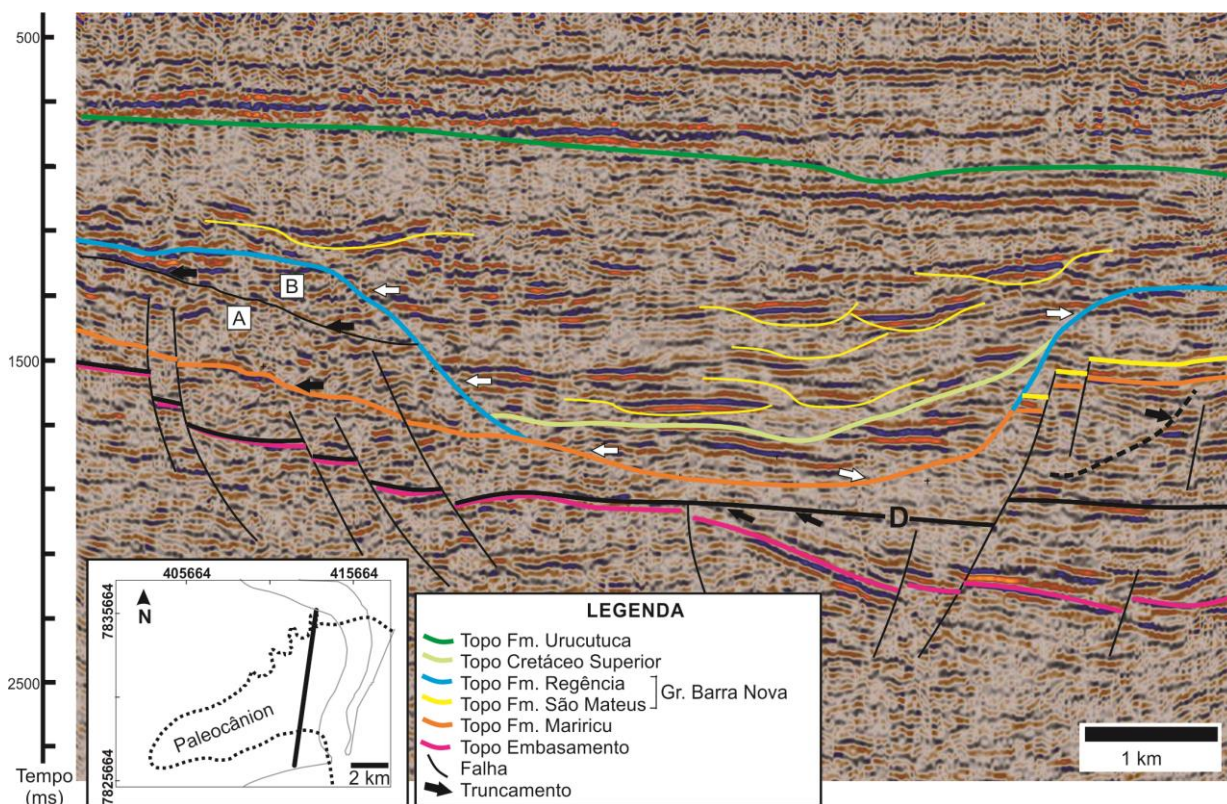 500
1500
2500
Tempo
(ms)
B
A
D
405664
415664
7835664
7825664
N
Paleocânion
2 km
LEGENDA
Topo Fm. Urucutuca
Topo Cretáceo Superior
Topo Fm. Regência
Topo Fm. São Mateus
Gr. Barra Nova
Topo Fm. Mariricu
Topo Embasamento
Falha
Truncamento
1 km